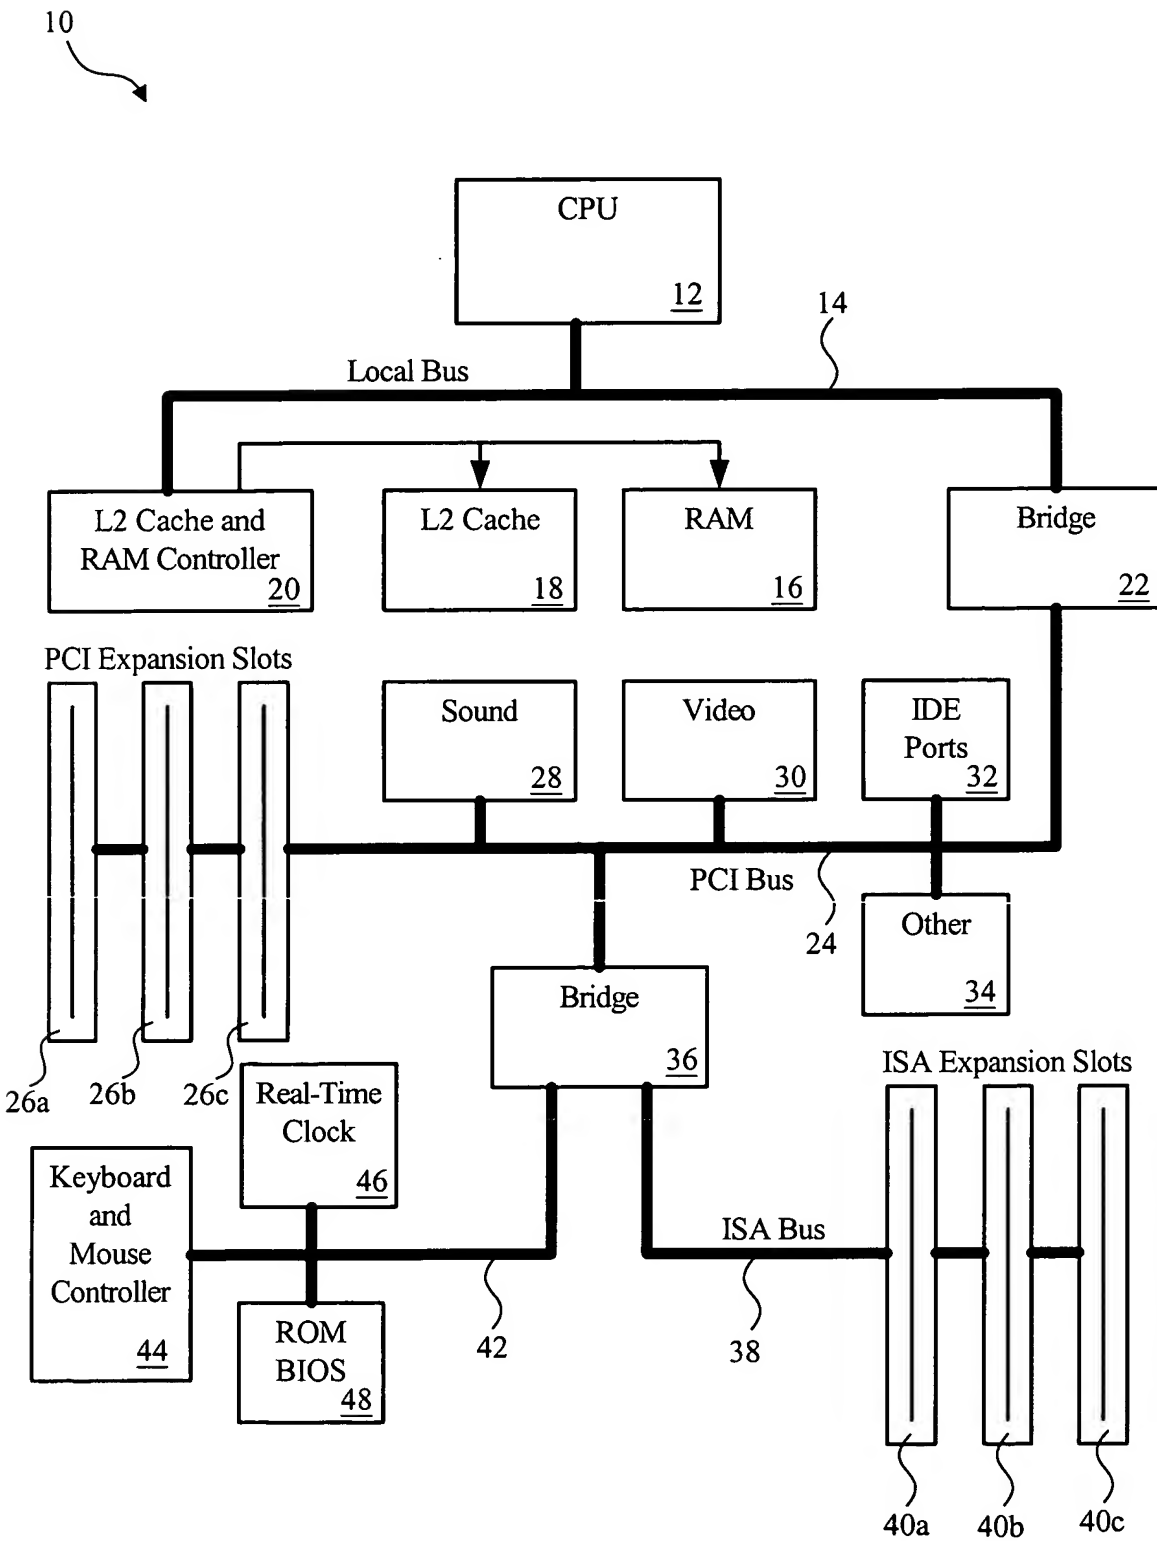 10
CPU
12
14
Local Bus
L2 Cache and
RAM Controller
20
L2 Cache
18
RAM
16
Bridge
22
PCI Expansion Slots
Sound
28
Video
30
IDE
Ports
32
PCI Bus
24
Other
34
Bridge
36
26a
26b
26c
Real-Time
Clock
46
ISA Expansion Slots
Keyboard
and
Mouse
Controller
44
ISA Bus
42
38
ROM
BIOS
48
40a
40b
40c